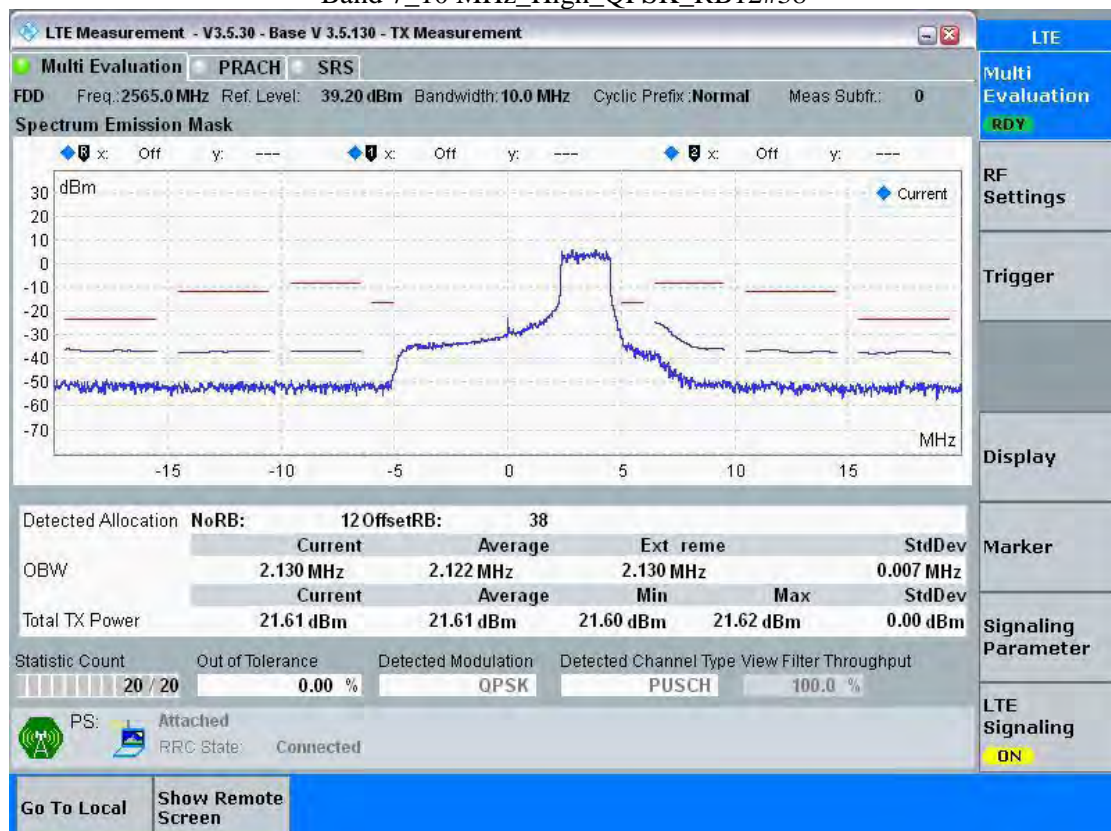 Band 7_10 MHz_High_QPSK_RB12#38
LTE Measurement - V3.5.30 - Base V 3.5.130 - TX Measurement
LTE
Multi Evaluation PRACH SRS
Multi Evaluation
RDY
FDD Freq.:2565.0 MHz Ref. Level: 39.20 dBm Bandwidth: 10.0 MHz Cyclic Prefix :Normal Meas Subfr.: 0
Spectrum Emission Mask
R x: Off y: --- 1 x: Off y: --- 2 x: Off y: ---
RF
Settings
dBm
Current
30
20
10
0
-10
-20
-30
-40
-50
-60
-70
MHz
-15 -10 -5 0 5 10 15
Trigger
Display
Detected Allocation NoRB: 12 OffsetRB: 38
Current Average Ext reme StdDev
OBW 2.130 MHz 2.122 MHz 2.130 MHz 0.007 MHz
Current Average Min Max StdDev
Total TX Power 21.61 dBm 21.61 dBm 21.60 dBm 21.62 dBm 0.00 dBm
Marker
Signaling
Parameter
Statistic Count Out of Tolerance Detected Modulation Detected Channel Type View Filter Throughput
20 / 20 0.00 % QPSK PUSCH 100.0 %
PS: Attached
RRC State: Connected
LTE
Signaling
ON
Go To Local
Show Remote
Screen